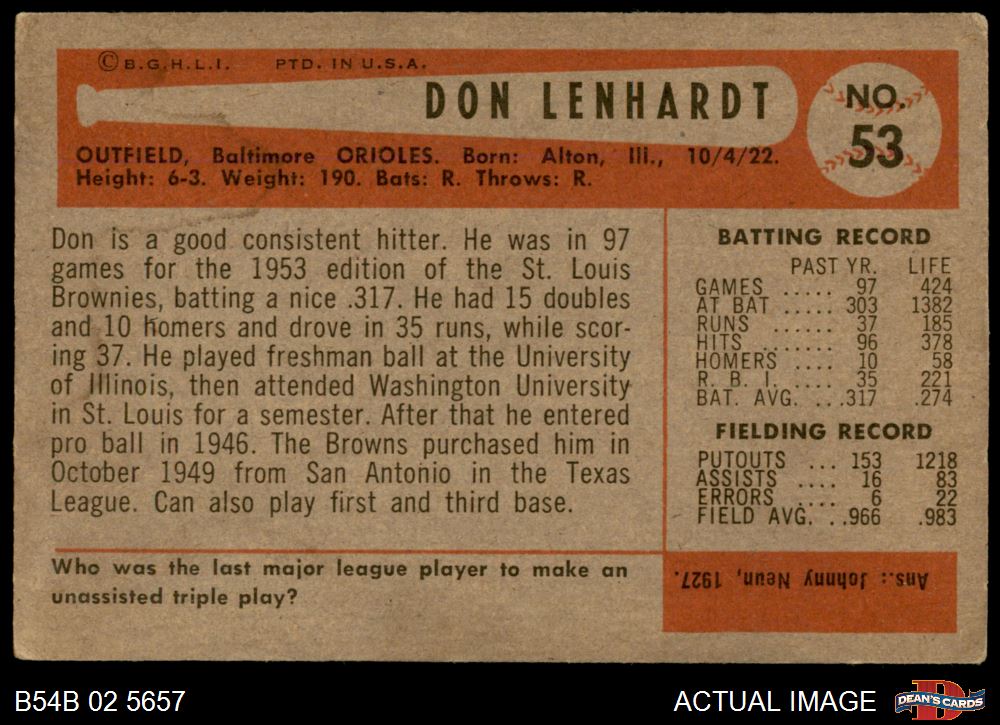 ©B.G.H.L.I. PTD. IN U.S.A.
DON LENHARDT
NO.
53
OUTFIELD, Baltimore ORIOLES. Born: Alton, Ill., 10/4/22.
Height: 6-3. Weight: 190. Bats: R. Throws: R.
Don is a good consistent hitter. He was in 97
games for the 1953 edition of the St. Louis
Brownies, batting a nice .317. He had 15 doubles
and 10 homers and drove in 35 runs, while scor-
ing 37. He played freshman ball at the University
of Illinois, then attended Washington University
in St. Louis for a semester. After that he entered
pro ball in 1946. The Browns purchased him in
October 1949 from San Antonio in the Texas
League. Can also play first and third base.
BATTING RECORD
PAST YR. LIFE
GAMES ..... 97 424
AT BAT ..... 303 1382
RUNS ...... 37 185
HITS ....... 96 378
HOMERS .... 10 58
R. B. I. .... 35 221
BAT. AVG. ...317 .274
FIELDING RECORD
PUTOUTS ... 153 1218
ASSISTS .... 16 83
ERRORS .... 6 22
FIELD AVG. ..966 .983
Who was the last major league player to make an
unassisted triple play?
Ans.: Johnny Neun, 1927.
B54B 02 5657
ACTUAL IMAGE
DEAN'S CARDS